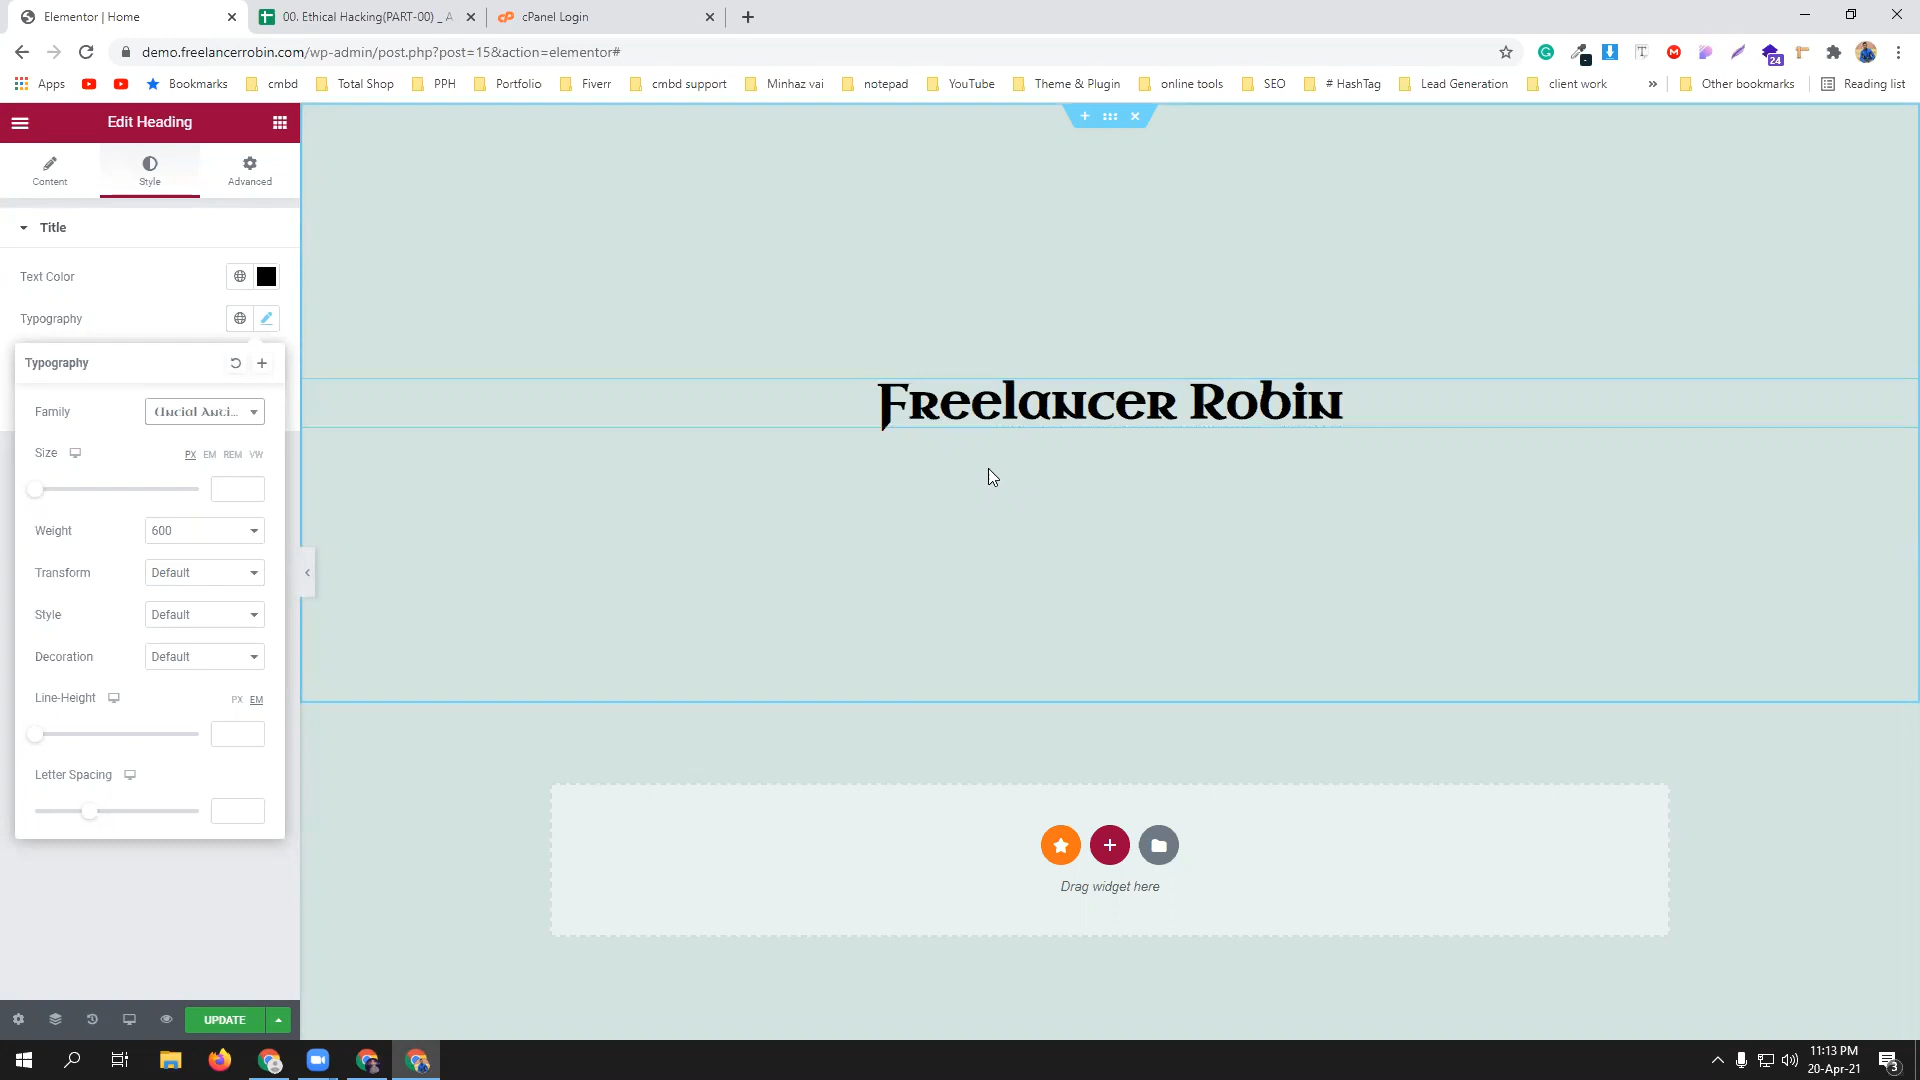 Elementor | Home
00. Ethical Hacking(PART-00) _ A
cPanel Login
demo.freelancerrobin.com/wp-admin/post.php?post=15&action=elementor#
24
Apps
Bookmarks
cmbd
Total Shop
PPH
Portfolio
Fiverr
cmbd support
Minhaz vai
notepad
YouTube
Theme & Plugin
online tools
SEO
# HashTag
Lead Generation
client work
»
Other bookmarks
Reading list
Edit Heading
Content
Style
Advanced
Title
Text Color
Typography
Typography
Family
Uncial Anci...
Size
PX EM REM VW
Weight
600
Transform
Default
Style
Default
Decoration
Default
Line-Height
PX EM
Letter Spacing
UPDATE
Freelancer Robin
Drag widget here
11:13 PM
20-Apr-21
3